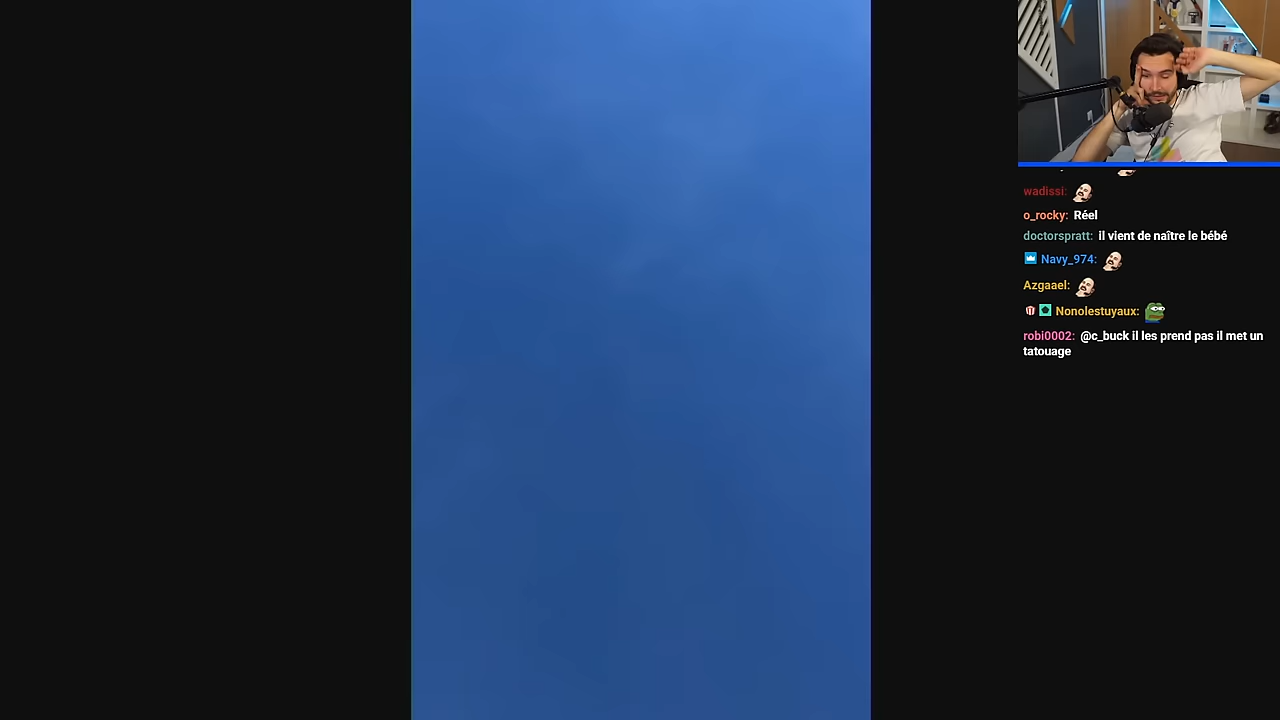 wadissi:
o_rocky: Réel
doctorspratt: il vient de naître le bébé
Navy_974:
Azgaael:
Nonolestuyaux:
robi0002: @c_buck il les prend pas il met un
tatouage